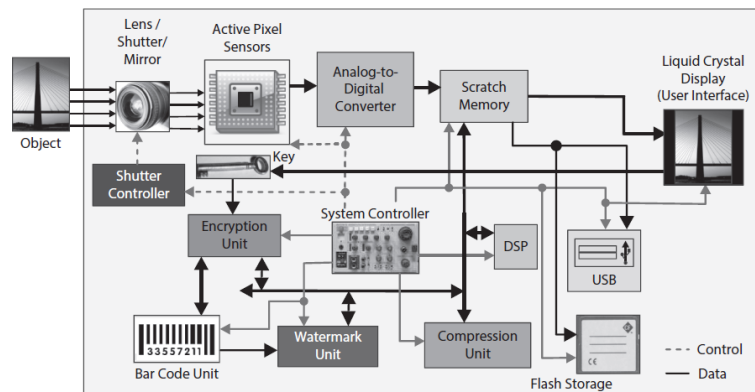 Lens /
Shutter/
Mirror
Active Pixel
Sensors
Analog-to-
Digital
Converter
Scratch
Memory
Liquid Crystal
Display
(User Interface)
Object
Key
Shutter
Controller
System Controller
Encryption
Unit
DSP
USB
33557211
Bar Code Unit
Watermark
Unit
Compression
Unit
Flash Storage
Control
Data